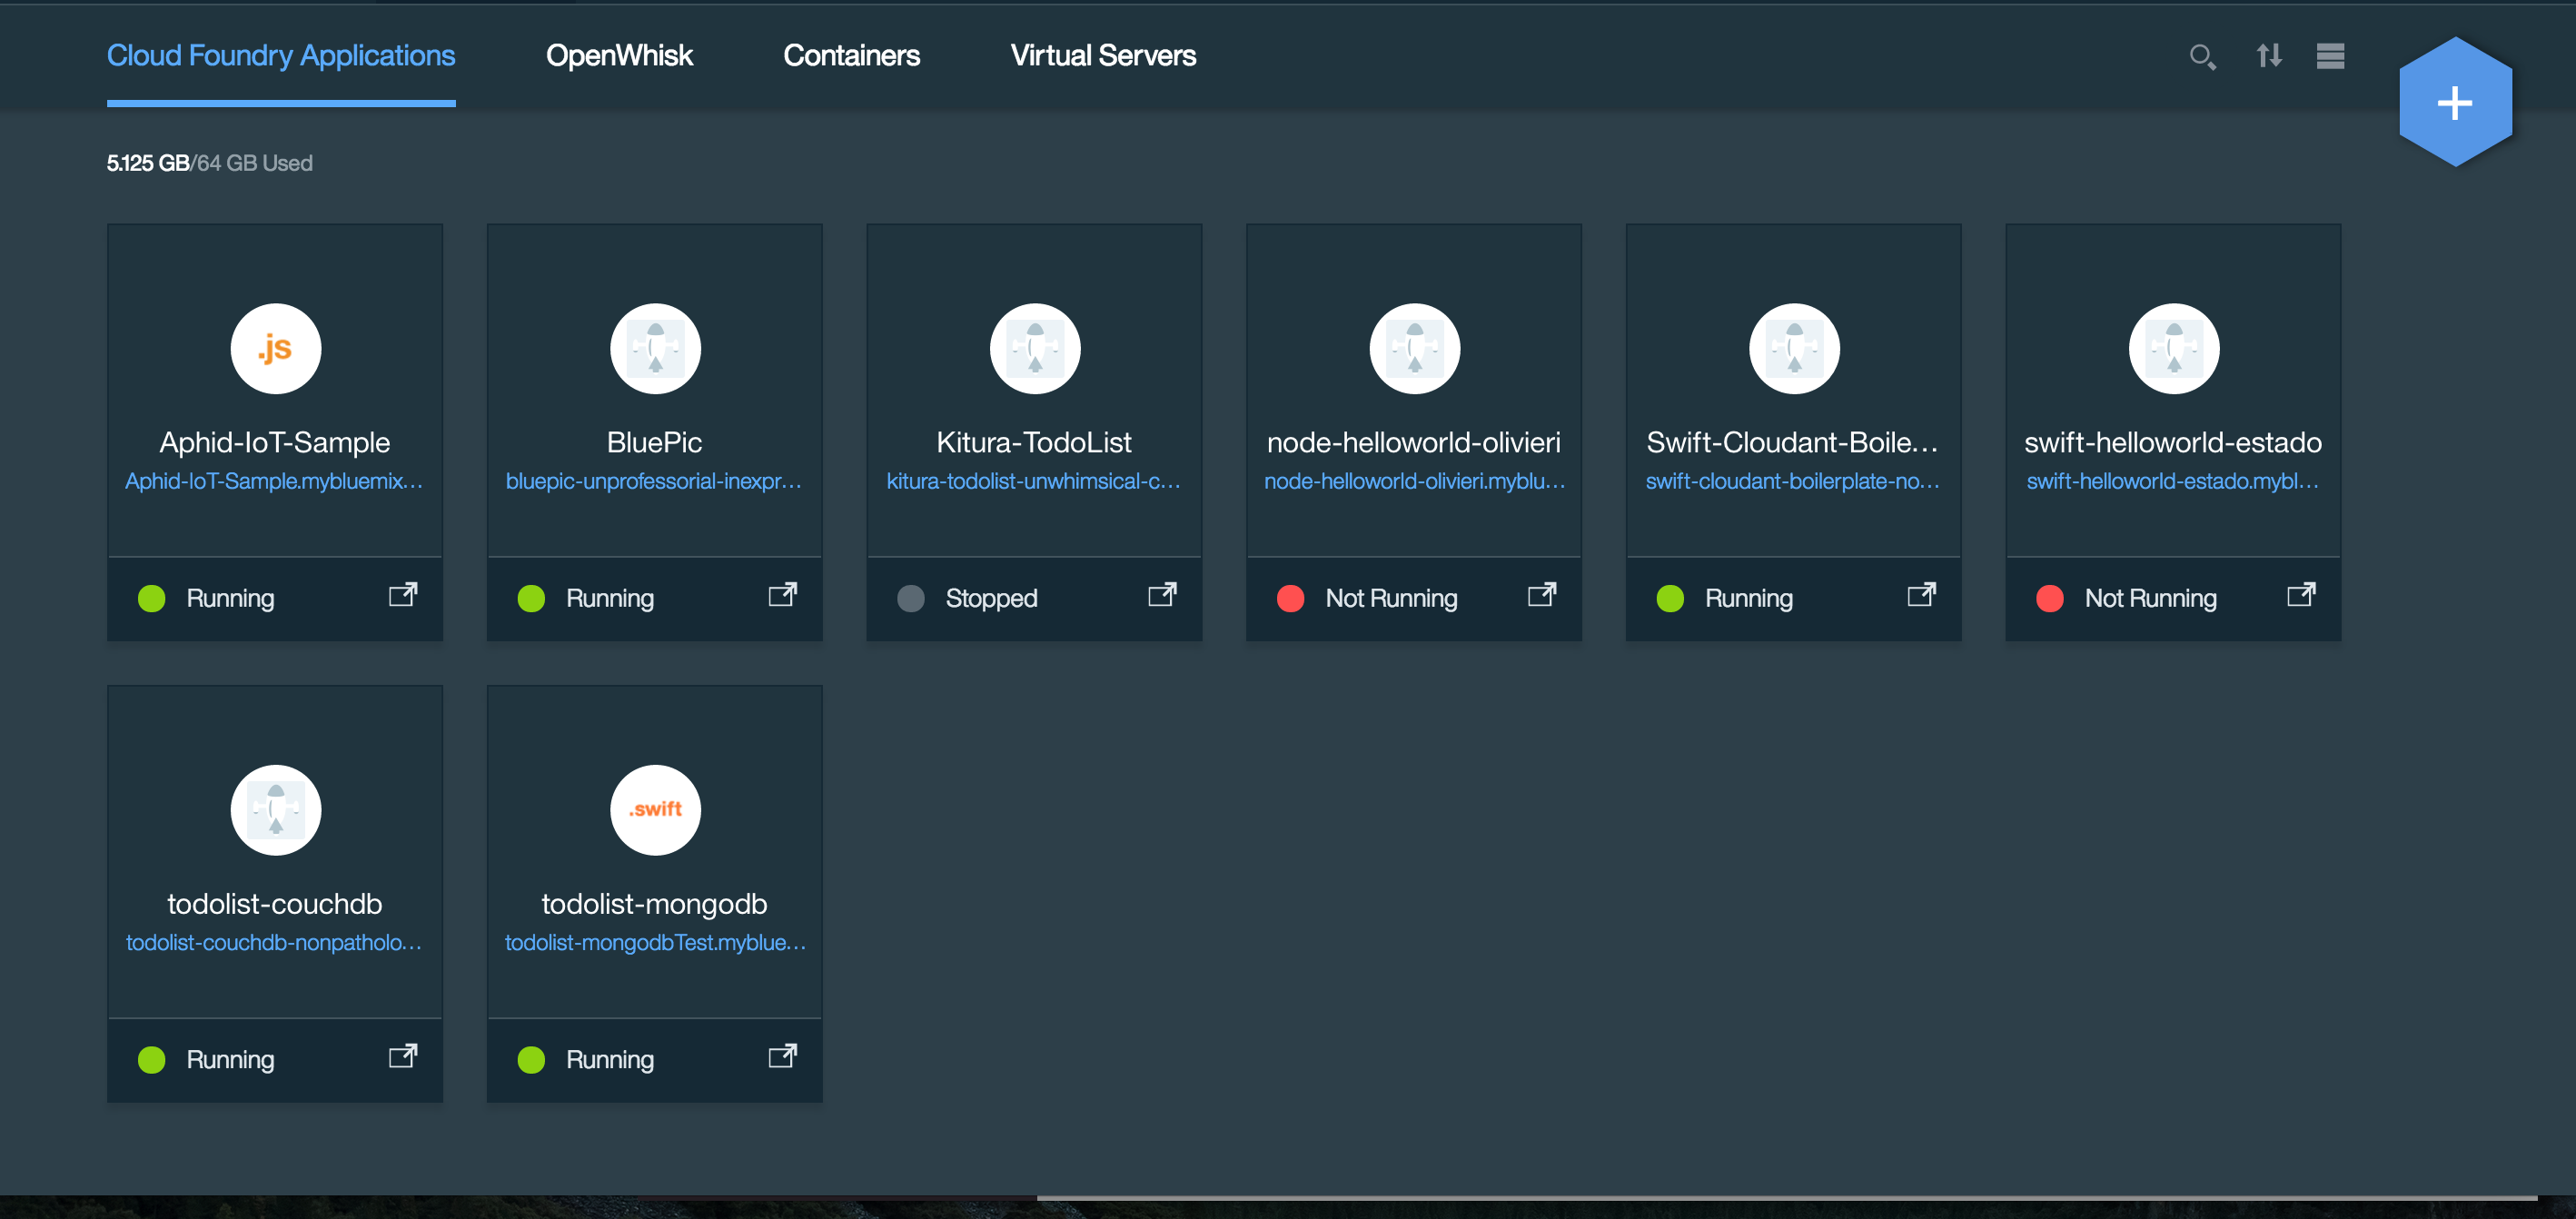 Cloud Foundry Applications OpenWhisk Containers Virtual Servers
5.125 GB/64 GB Used
.js
Aphid-IoT-Sample
Aphid-IoT-Sample.mybluemix...
Running
BluePic
bluepic-unprofessorial-inexpr...
Running
Kitura-TodoList
kitura-todolist-unwhimsical-c...
Stopped
node-helloworld-olivieri
node-helloworld-olivieri.myblu...
Not Running
Swift-Cloudant-Boile...
swift-cloudant-boilerplate-no...
Running
swift-helloworld-estado
swift-helloworld-estado.mybl...
Not Running
todolist-couchdb
todolist-couchdb-nonpatholo...
Running
.swift
todolist-mongodb
todolist-mongodbTest.myblue...
Running